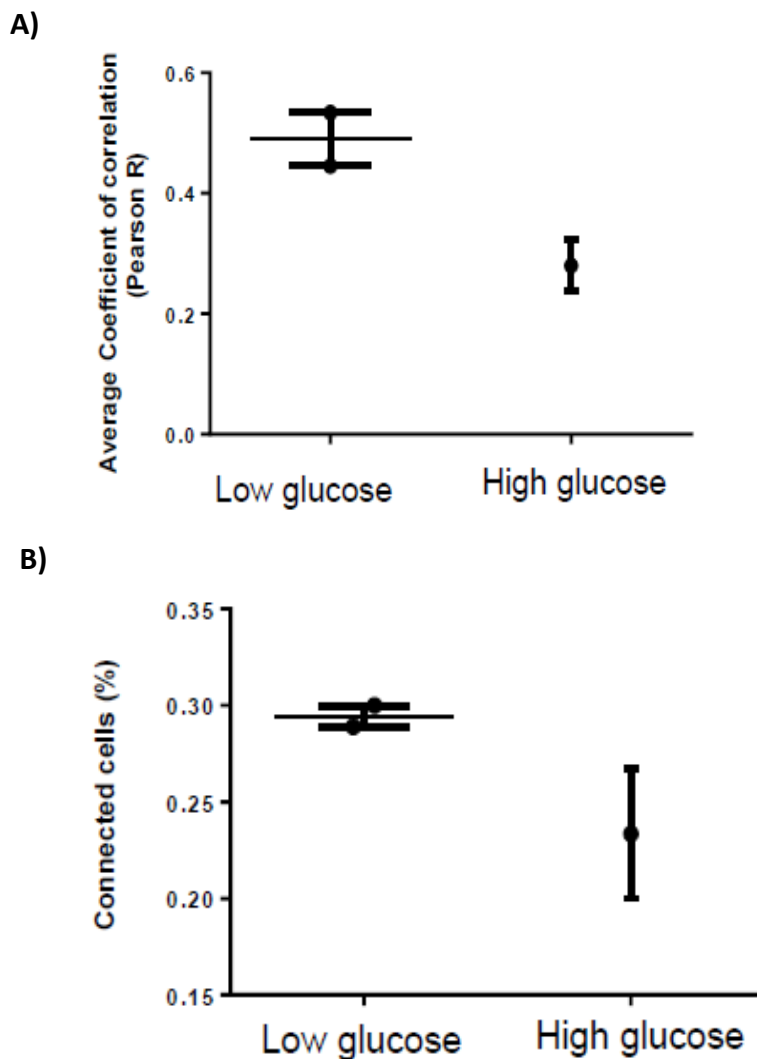 A)
Average Coefficient of correlation
(Pearson R)
0.6
0.4
0.2
0.0
Low glucose
High glucose
B)
Connected cells (%)
0.35
0.30
0.25
0.20
0.15
Low glucose
High glucose